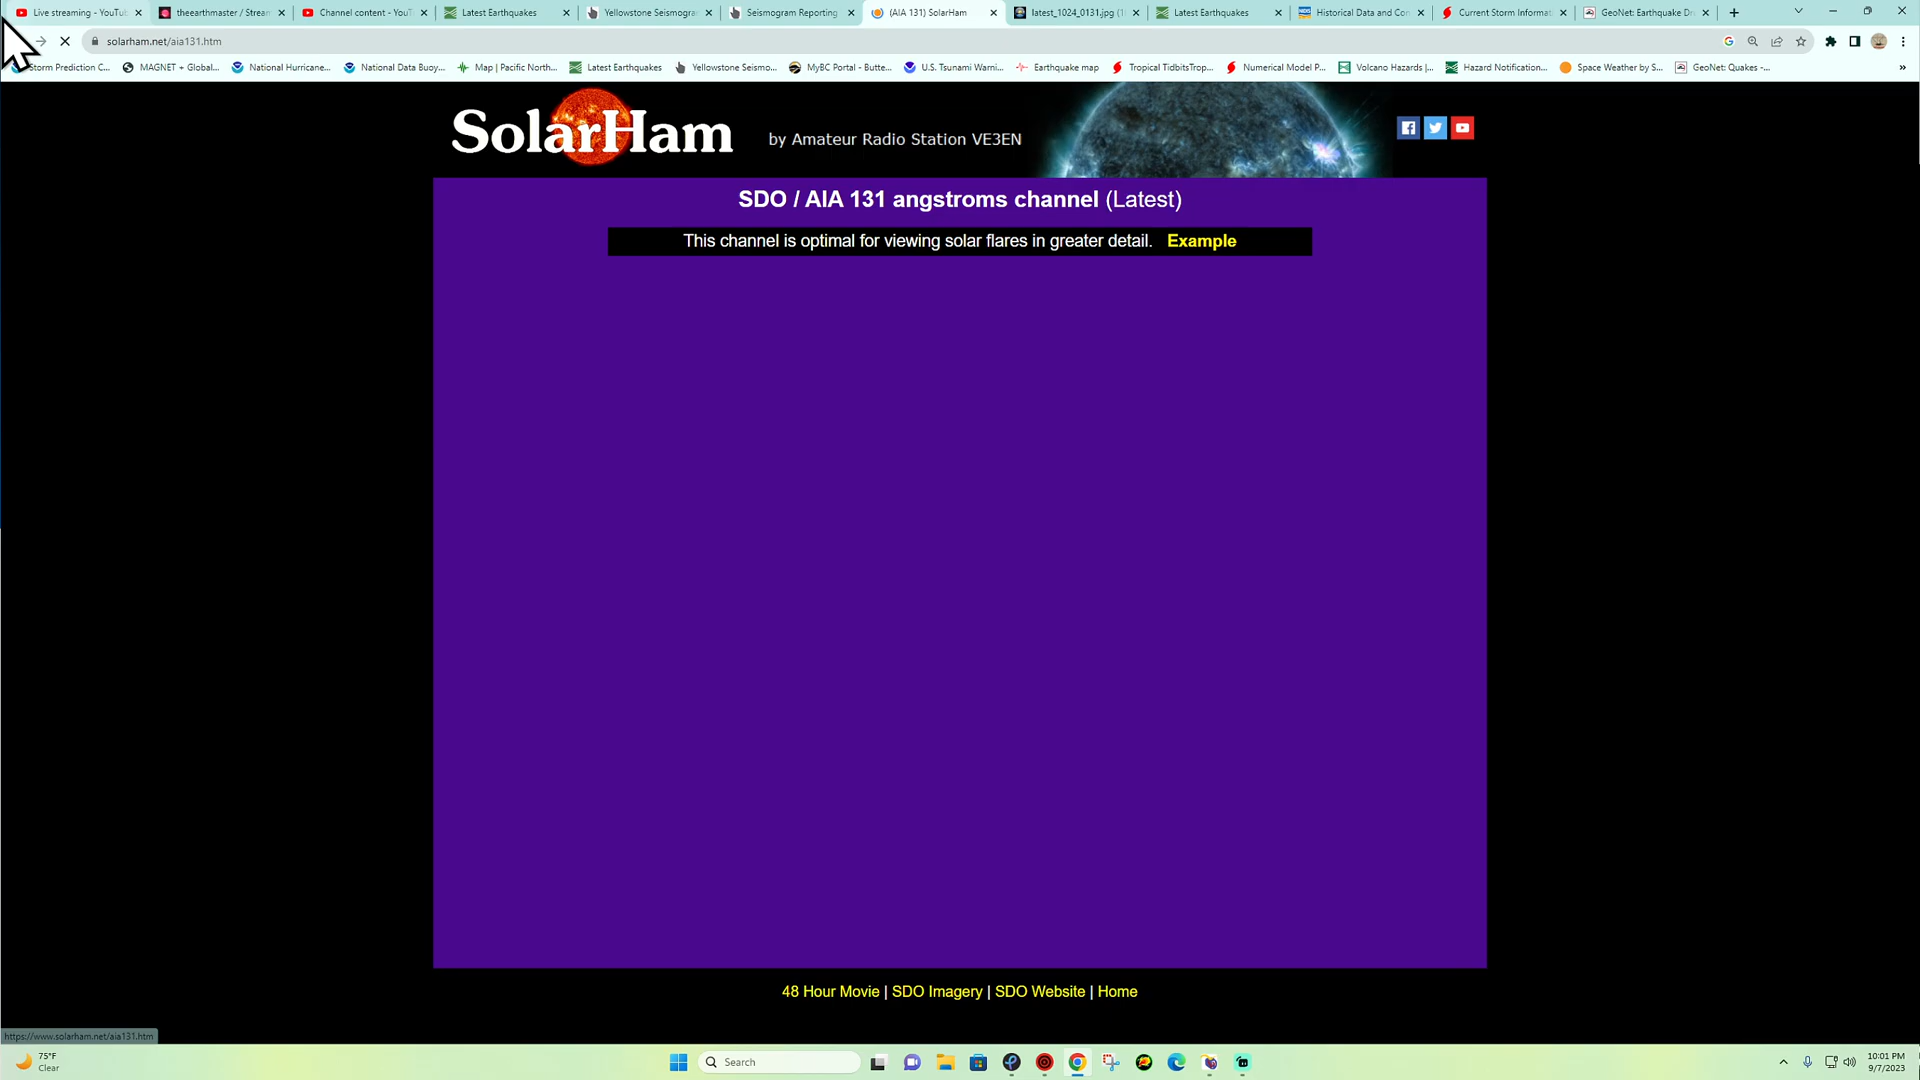 Live streaming - YouTub
theearthmaster / Stream
Channel content - YouT
Latest Earthquakes
Yellowstone Seismogra
Seismogram Reporting
(AIA 131) SolarHam
latest_1024_0131.jpg (1
Latest Earthquakes
Historical Data and Con
Current Storm Informat
GeoNet: Earthquake Dr
solarham.net/aia131.htm
Storm Prediction C...
MAGNET + Global...
National Hurricane...
National Data Buoy...
Map | Pacific North...
Latest Earthquakes
Yellowstone Seismo...
MyBC Portal - Butte...
U.S. Tsunami Warni...
Earthquake map
Tropical TidbitsTrop...
Numerical Model P...
Volcano Hazards |...
Hazard Notification...
Space Weather by S...
GeoNet: Quakes -...
SolarHam
by Amateur Radio Station VE3EN
SDO / AIA 131 angstroms channel (Latest)
This channel is optimal for viewing solar flares in greater detail. Example
48 Hour Movie | SDO Imagery | SDO Website | Home
https://www.solarham.net/aia131.htm
75°F
Clear
Search
10:01 PM
9/7/2023